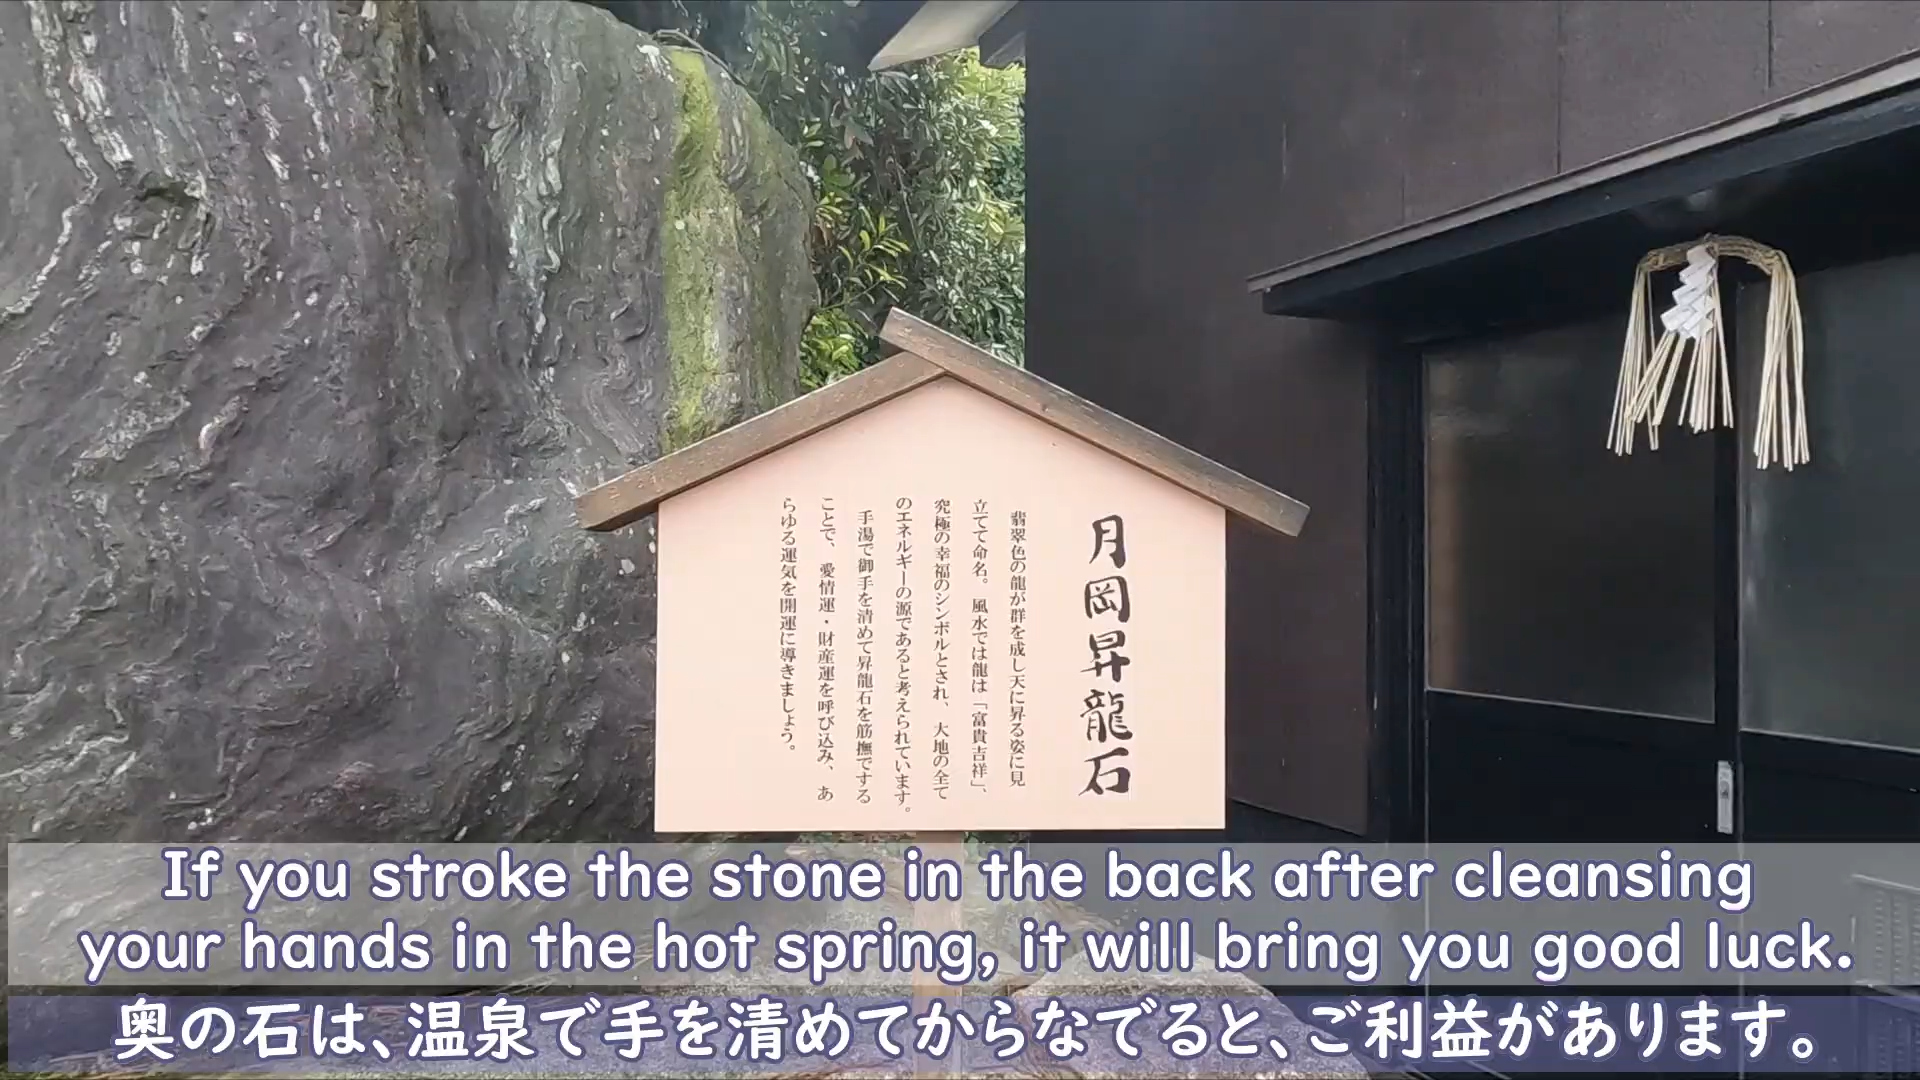 月岡昇龍石
翡翠色の龍が群を成し天に昇る姿に見
立てて命名。風水では龍は「富貴吉祥」、
究極の幸福のシンボルとされ、大地の全て
のエネルギーの源であると考えられています。
手湯で御手を清めて昇龍石を筋撫でする
ことで、愛情運・財産運を呼び込み、あ
らゆる運気を開運に導きましょう。
If you stroke the stone in the back after cleansing
your hands in the hot spring, it will bring you good luck.
奥の石は、温泉で手を清めてからなでると、ご利益があります。